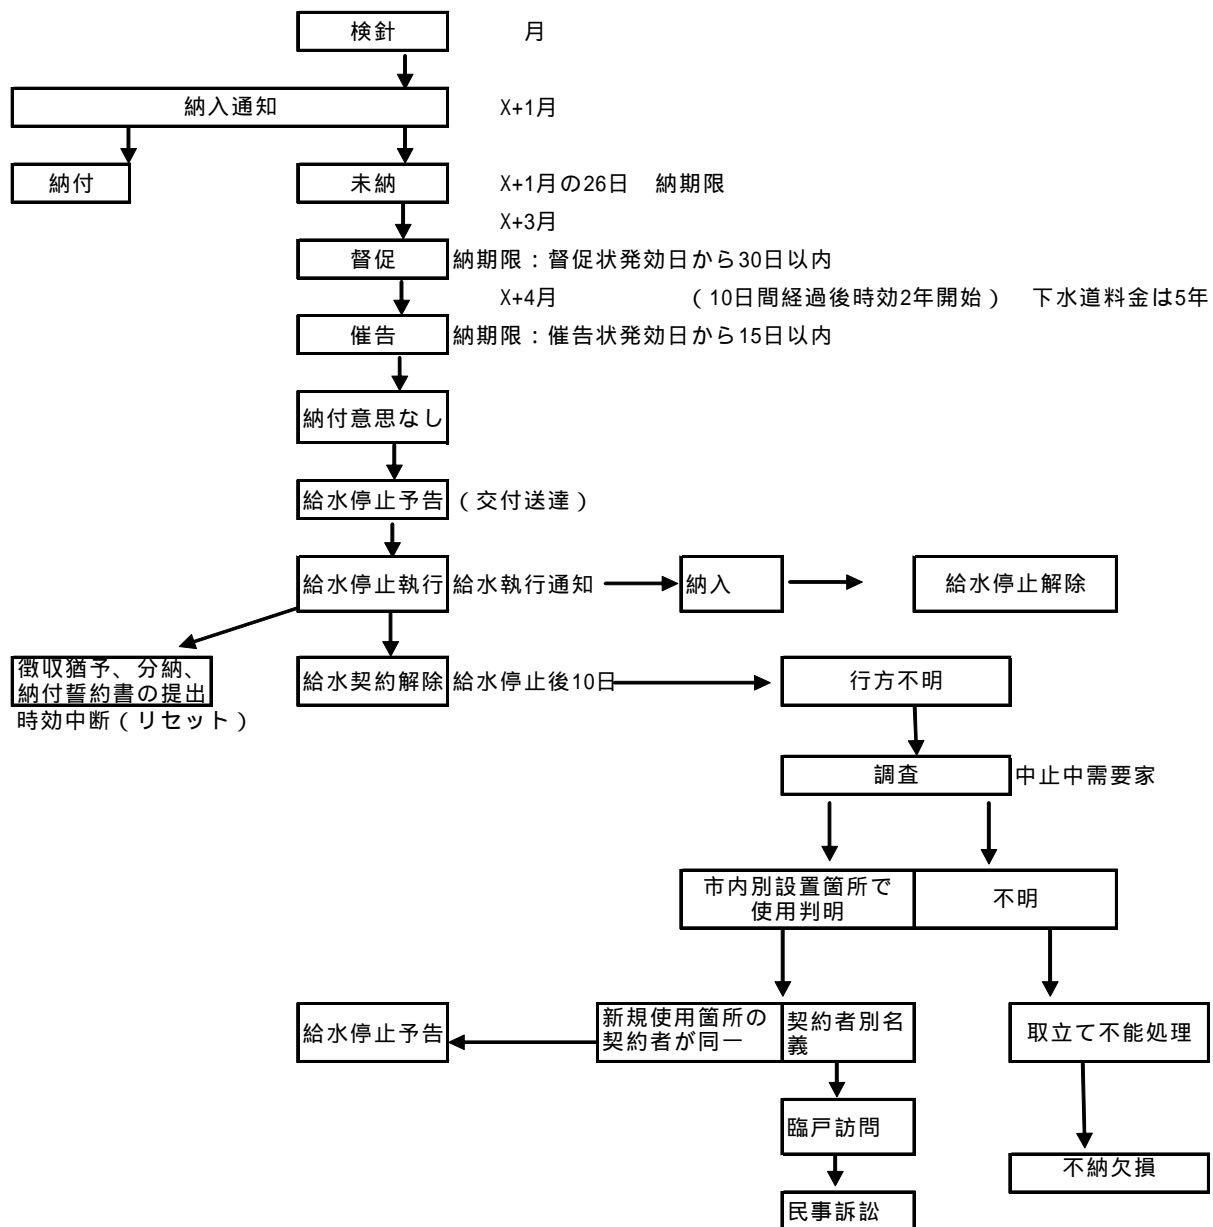 検針　月
納入通知　X+1月
納付　未納　X+1月の26日　納期限
X+3月
督促　納期限：督促状発効日から30日以内
X+4月　（10日間経過後時効2年開始）　下水道料金は5年
催告　納期限：催告状発効日から15日以内
納付意思なし
給水停止予告（交付送達）
給水停止執行　給水執行通知　納入　給水停止解除
徴収猶予、分納、
納付誓約書の提出
時効中断（リセット）
給水契約解除　給水停止後10日　行方不明
調査　中止中需要家
市内別設置箇所で
使用判明
不明
給水停止予告
新規使用箇所の
契約者が同一
契約者別名
義
取立て不能処理
臨戸訪問
不納欠損
民事訴訟